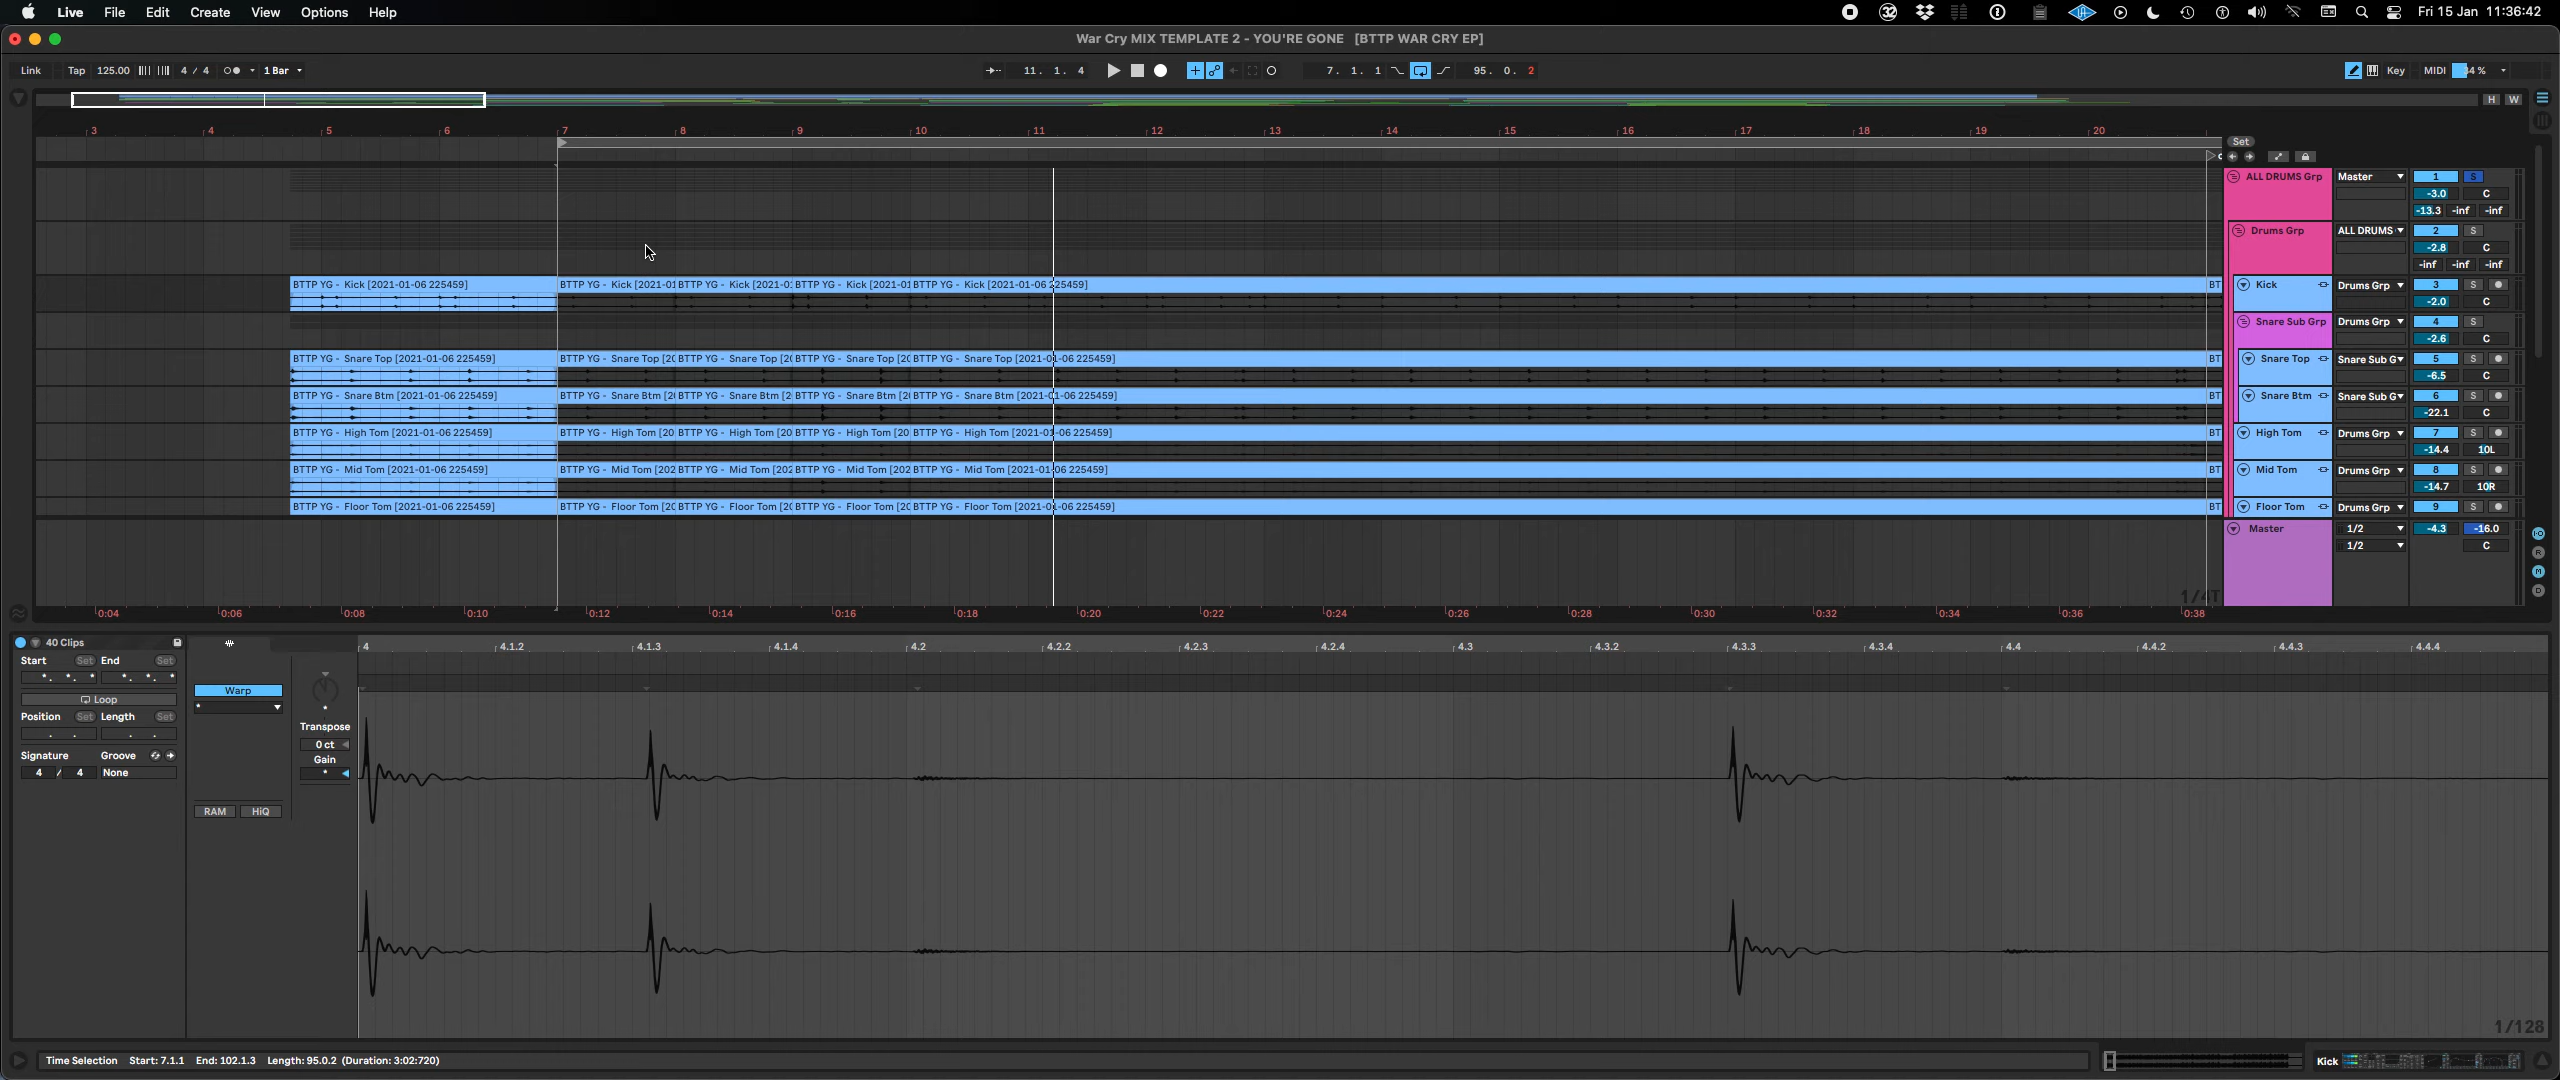 Live File Edit Create View Options Help
32
Fri 15 Jan 11:36:42
War Cry MIX TEMPLATE 2 - YOU'RE GONE [BTTP WAR CRY EP]
Link Tap 125.00 4 / 4 1 Bar 11. 1. 4 7. 1. 1 95. 0. 2 Key MIDI 34 %
H W
3 4 5 6 7 8 9 10 11 12 13 14 15 16 17 18 19 20
Set
ALL DRUMS Grp Master 1 S
-3.0 C
-13.3 -inf -inf
Drums Grp ALL DRUMS 2 S
-2.8 C
-inf -inf -inf
BTTP YG - Kick [2021-01-06 225459] BTTP YG - Kick [2021-01 BTTP YG - Kick [2021-0 BTTP YG - Kick [2021-01 BTTP YG - Kick [2021-01-06 225459] BT Kick Drums Grp 3 S
-2.0 C
Snare Sub Grp Drums Grp 4 S
-2.6 C
BTTP YG - Snare Top [2021-01-06 225459] BTTP YG - Snare Top [20 BTTP YG - Snare Top [20 BTTP YG - Snare Top [20 BTTP YG - Snare Top [2021-01-06 225459] BT Snare Top Snare Sub G 5 S
-6.5 C
BTTP YG - Snare Btm [2021-01-06 225459] BTTP YG - Snare Btm [20 BTTP YG - Snare Btm [2 BTTP YG - Snare Btm [20 BTTP YG - Snare Btm [2021-01-06 225459] BT Snare Btm Snare Sub G 6 S
-22.1 C
BTTP YG - High Tom [2021-01-06 225459] BTTP YG - High Tom [20 BTTP YG - High Tom [20 BTTP YG - High Tom [20 BTTP YG - High Tom [2021-01-06 225459] BT High Tom Drums Grp 7 S
-14.4 10L
BTTP YG - Mid Tom [2021-01-06 225459] BTTP YG - Mid Tom [202 BTTP YG - Mid Tom [202 BTTP YG - Mid Tom [202 BTTP YG - Mid Tom [2021-01-06 225459] BT Mid Tom Drums Grp 8 S
-14.7 10R
BTTP YG - Floor Tom [2021-01-06 225459] BTTP YG - Floor Tom [20 BTTP YG - Floor Tom [2 BTTP YG - Floor Tom [20 BTTP YG - Floor Tom [2021-01-06 225459] BT Floor Tom Drums Grp 9 S
Master 1/2 -4.3 -16.0
1/2 C
I·O
R
M
D
1/4T
0:04 0:06 0:08 0:10 0:12 0:14 0:16 0:18 0:20 0:22 0:24 0:26 0:28 0:30 0:32 0:34 0:36 0:38
40 Clips
4 4.1.2 4.1.3 4.1.4 4.2 4.2.2 4.2.3 4.2.4 4.3 4.3.2 4.3.3 4.3.4 4.4 4.4.2 4.4.3 4.4.4
Start Set End Set
*. *. * *. *. *
Warp
Loop
*
Position Set Length Set
Transpose
0 ct
Signature Groove
Gain
4 / 4 None
*
RAM HiQ
1/128
Time Selection Start: 7.1.1 End: 102.1.3 Length: 95.0.2 (Duration: 3:02:720)
Kick